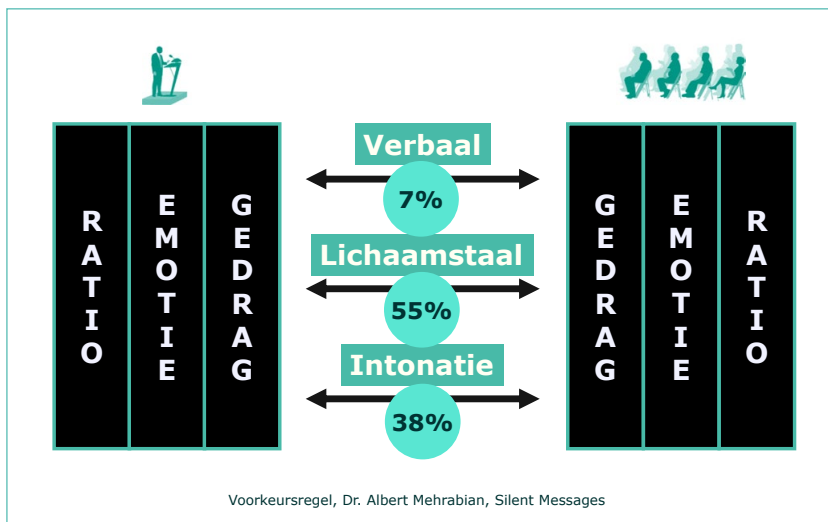 Verbaal
7%
Lichaamstaal
55%
Intonatie
38%
RATIO
EMOTIE
GEDRAG
GEDRAG
EMOTIE
RATIO
Voorkeursregel, Dr. Albert Mehrabian, Silent Messages